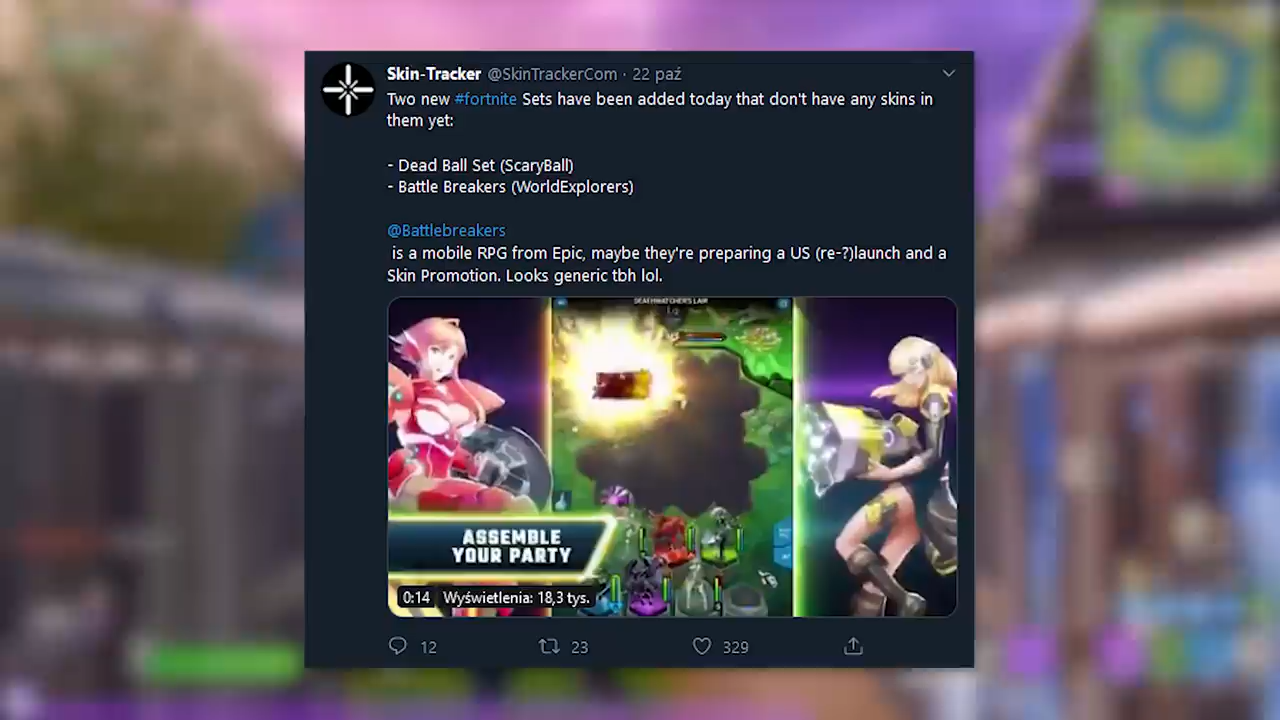 Skin-Tracker @SkinTrackerCom · 22 paź
Two new #fortnite Sets have been added today that don't have any skins in
them yet:
- Dead Ball Set (ScaryBall)
- Battle Breakers (WorldExplorers)
@Battlebreakers
is a mobile RPG from Epic, maybe they're preparing a US (re-?)launch and a
Skin Promotion. Looks generic tbh lol.
DEATHWATCHER'S LAIR
ASSEMBLE
YOUR PARTY
0:14 Wyświetlenia: 18,3 tys.
12 23 329